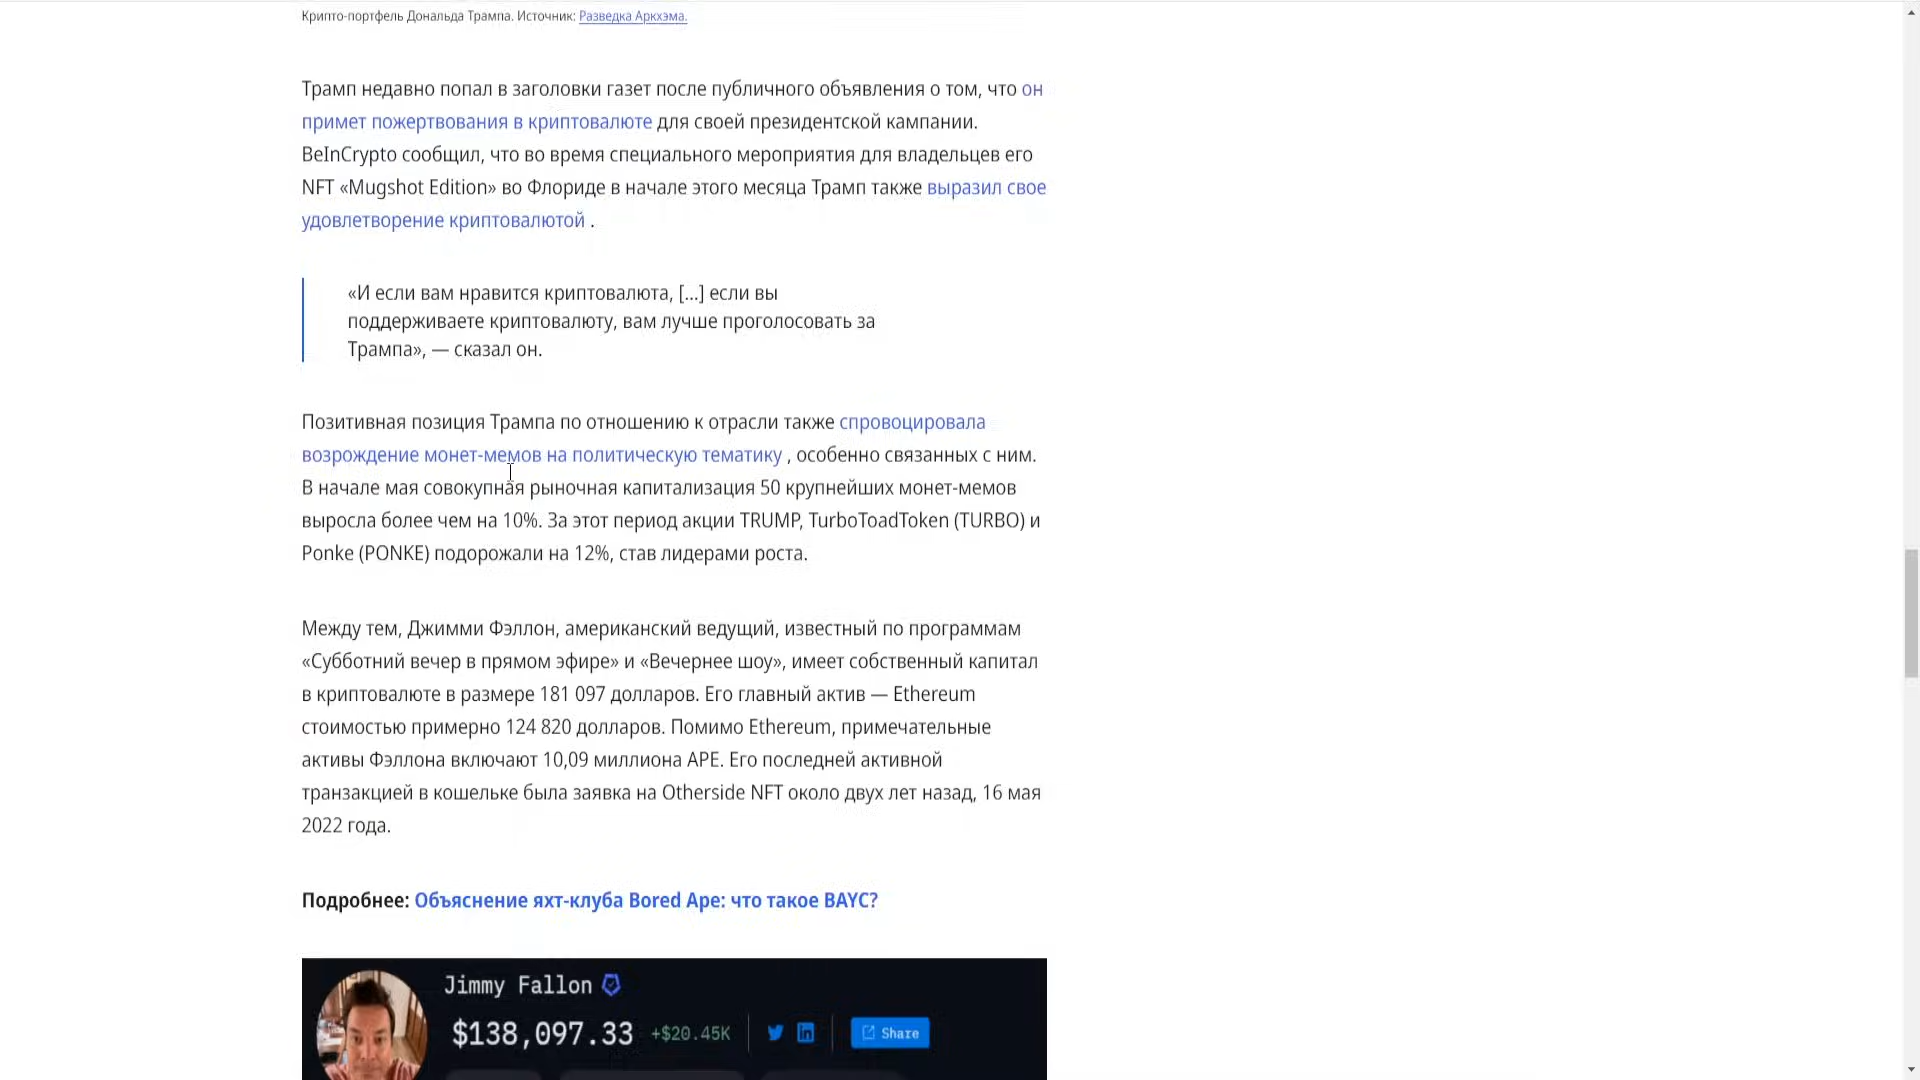 Крипто-портфель Дональда Трампа. Источник: Разведка Аркхэма.
Трамп недавно попал в заголовки газет после публичного объявления о том, что он
примет пожертвования в криптовалюте для своей президентской кампании.
BeInCrypto сообщил, что во время специального мероприятия для владельцев его
NFT «Mugshot Edition» во Флориде в начале этого месяца Трамп также выразил свое
удовлетворение криптовалютой .
«И если вам нравится криптовалюта, […] если вы
поддерживаете криптовалюту, вам лучше проголосовать за
Трампа», — сказал он.
Позитивная позиция Трампа по отношению к отрасли также спровоцировала
возрождение монет-мемов на политическую тематику , особенно связанных с ним.
В начале мая совокупная рыночная капитализация 50 крупнейших монет-мемов
выросла более чем на 10%. За этот период акции TRUMP, TurboToadToken (TURBO) и
Ponke (PONKE) подорожали на 12%, став лидерами роста.
Между тем, Джимми Фэллон, американский ведущий, известный по программам
«Субботний вечер в прямом эфире» и «Вечернее шоу», имеет собственный капитал
в криптовалюте в размере 181 097 долларов. Его главный актив — Ethereum
стоимостью примерно 124 820 долларов. Помимо Ethereum, примечательные
активы Фэллона включают 10,09 миллиона APE. Его последней активной
транзакцией в кошельке была заявка на Otherside NFT около двух лет назад, 16 мая
2022 года.
Подробнее: Объяснение яхт-клуба Bored Ape: что такое BAYC?
Jimmy Fallon
$138,097.33 +$20.45K Share